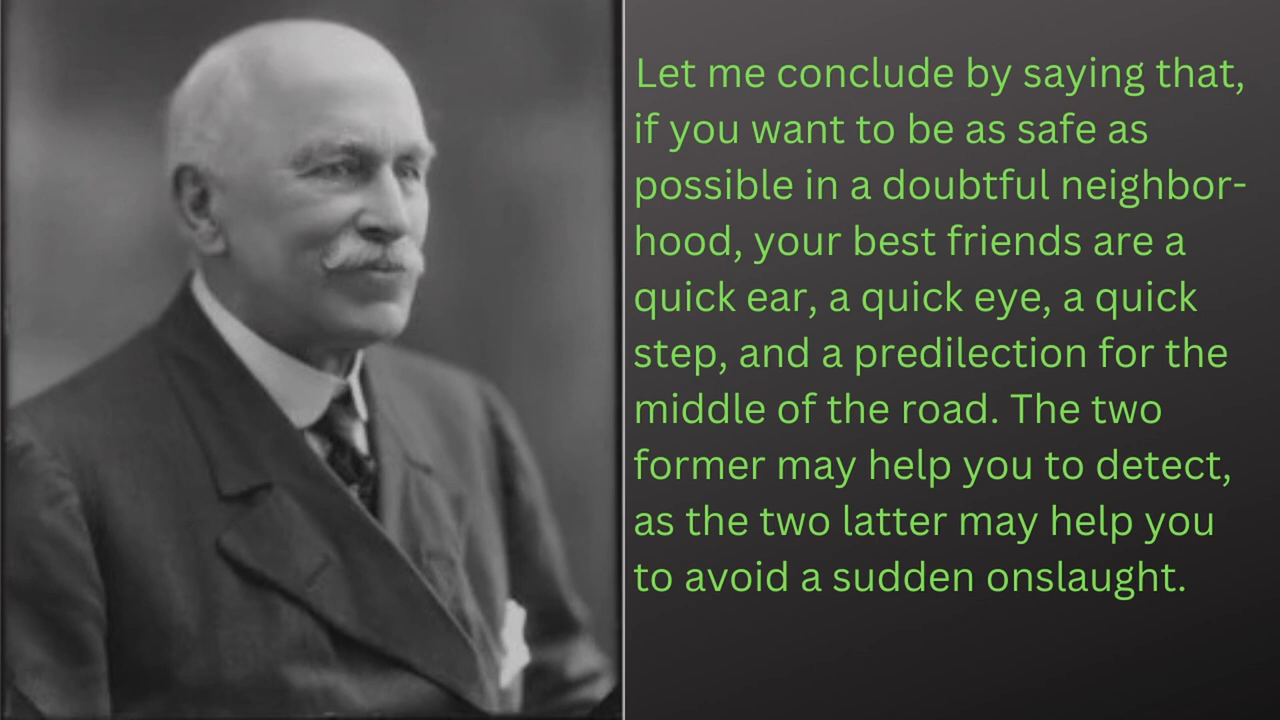 Let me conclude by saying that,
if you want to be as safe as
possible in a doubtful neighbor-
hood, your best friends are a
quick ear, a quick eye, a quick
step, and a predilection for the
middle of the road. The two
former may help you to detect,
as the two latter may help you
to avoid a sudden onslaught.